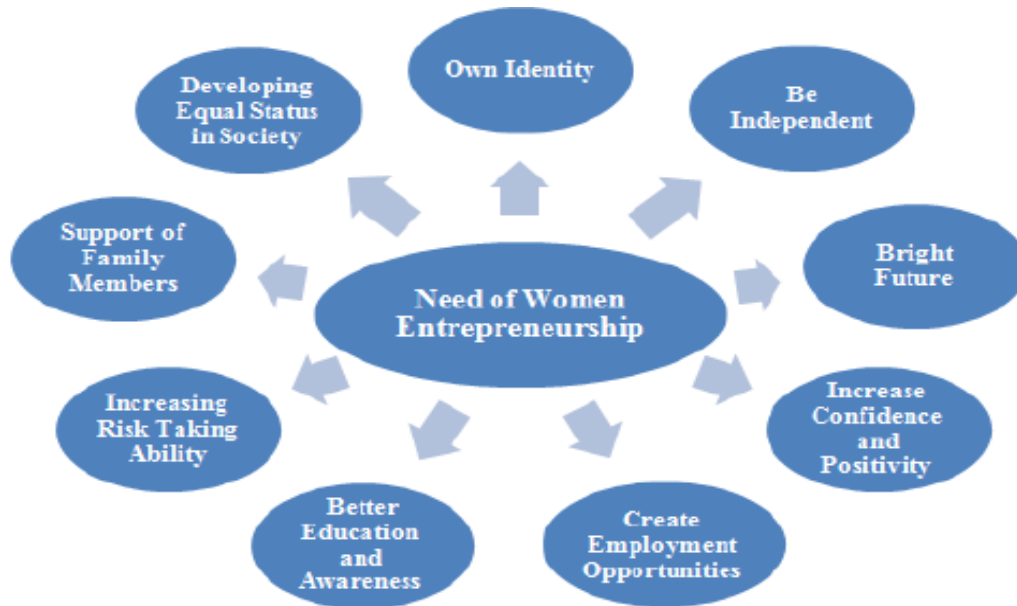 Own Identity
Developing
Equal Status
in Society
Be
Independent
Support of
Family
Members
Need of Women
Entrepreneurship
Bright
Future
Increasing
Risk Taking
Ability
Increase
Confidence
and
Positivity
Better
Education
and
Awareness
Create
Employment
Opportunities